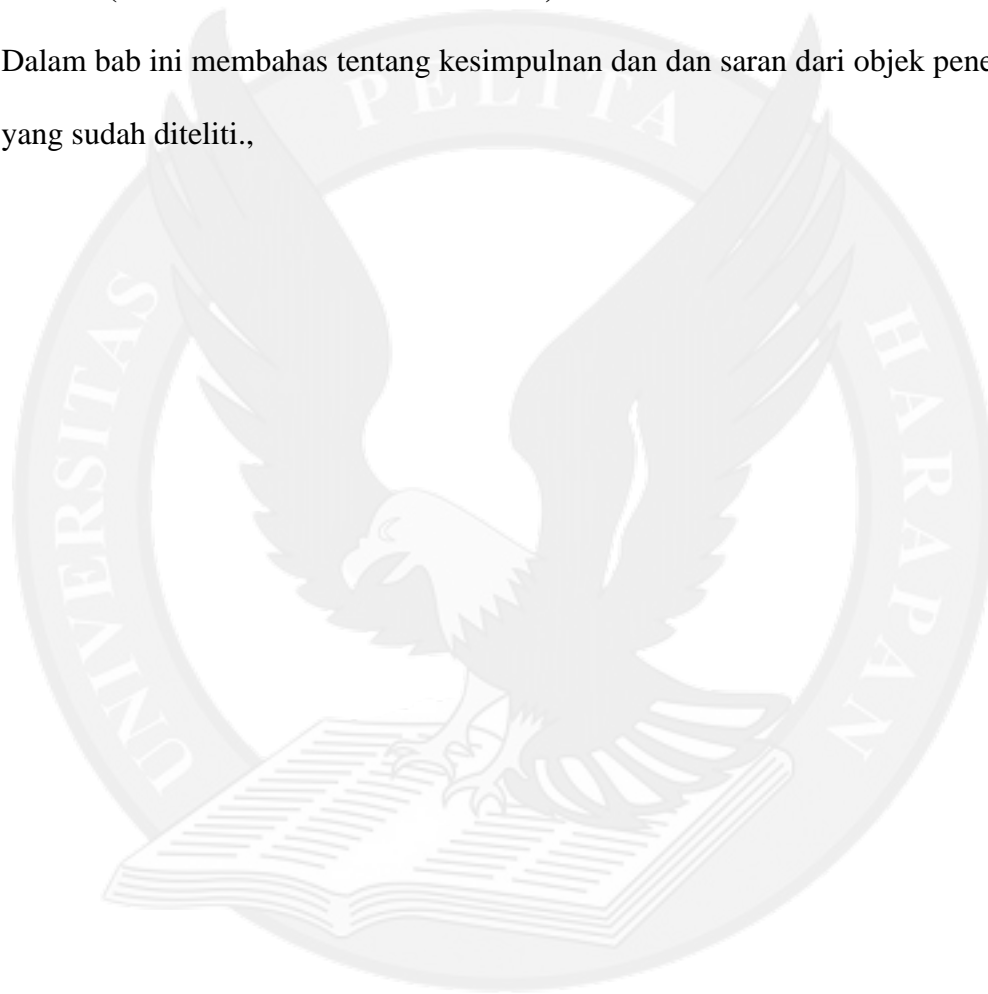 Dalam bab ini membahas tentang kesimpulnan dan dan saran dari objek pene
yang sudah diteliti.,
UNIVERSITAS PELITA HARAPAN